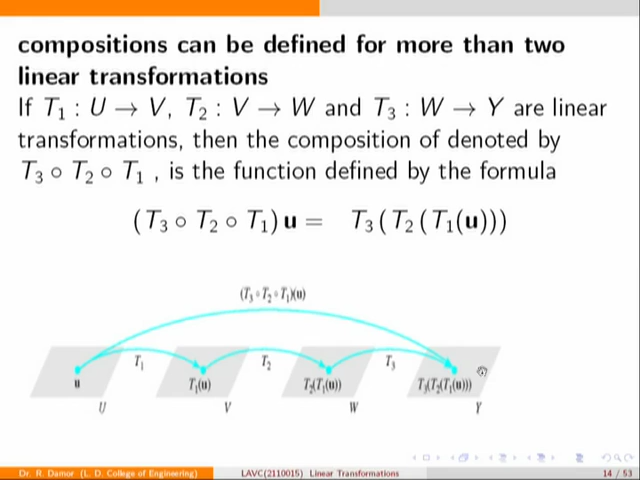 compositions can be defined for more than two
linear transformations
If T₁ : U → V, T₂ : V → W and T₃ : W → Y are linear
transformations, then the composition of denoted by
T₃ ∘ T₂ ∘ T₁ , is the function defined by the formula
(T₃ ∘ T₂ ∘ T₁) u = T₃(T₂(T₁(u)))
(T₃∘T₂∘T₁)(u)
T₁ T₂ T₃
u T₁(u) T₂(T₁(u)) T₃(T₂(T₁(u)))
U V W Y
Dr. R. Damor (L. D. College of Engineering) LAVC(2110015) Linear Transformations 14 / 53